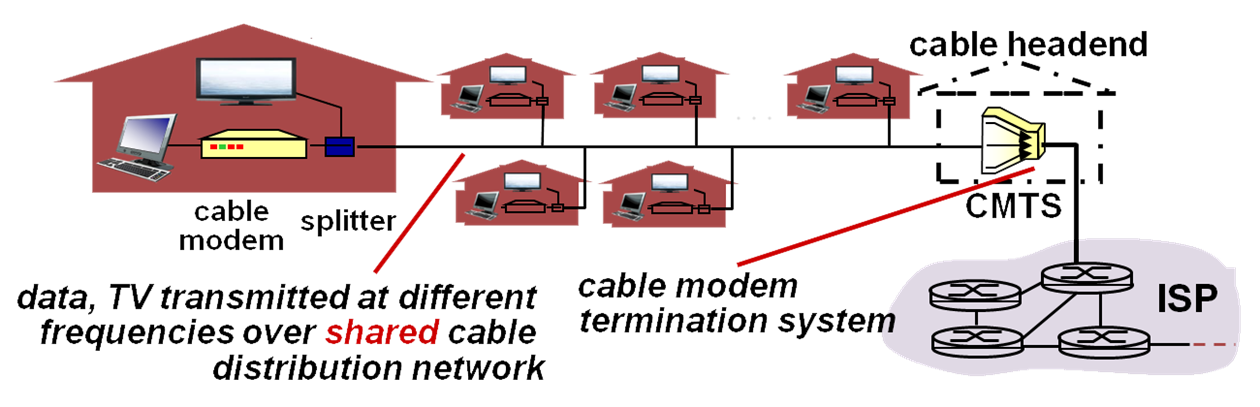 cable headend
cable
modem
splitter
CMTS
data, TV transmitted at different
frequencies over shared cable
distribution network
cable modem
termination system
ISP